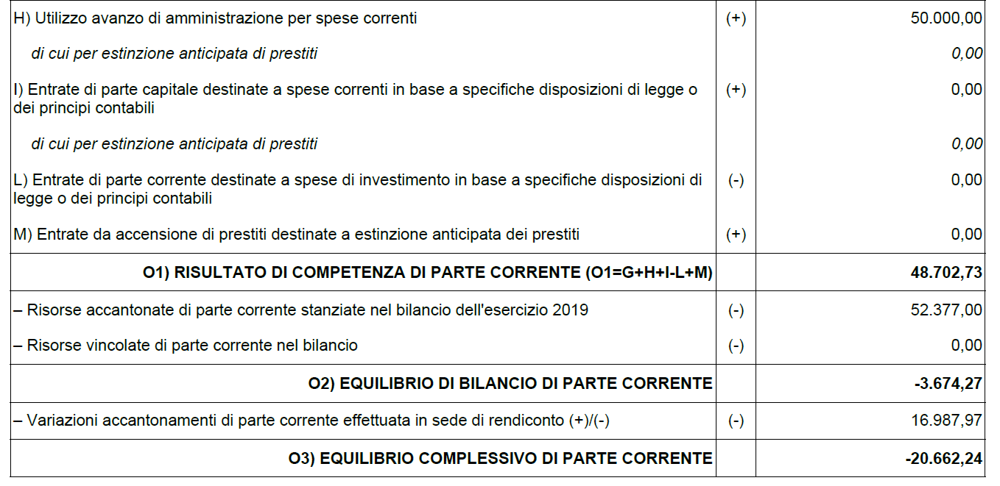 H) Utilizzo avanzo di amministrazione per spese correnti (+) 50.000,00
di cui per estinzione anticipata di prestiti 0,00
I) Entrate di parte capitale destinate a spese correnti in base a specifiche disposizioni di legge o (+) 0,00
dei principi contabili
di cui per estinzione anticipata di prestiti 0,00
L) Entrate di parte corrente destinate a spese di investimento in base a specifiche disposizioni di (-) 0,00
legge o dei principi contabili
M) Entrate da accensione di prestiti destinate a estinzione anticipata dei prestiti (+) 0,00
O1) RISULTATO DI COMPETENZA DI PARTE CORRENTE (O1=G+H+I-L+M) 48.702,73
– Risorse accantonate di parte corrente stanziate nel bilancio dell'esercizio 2019 (-) 52.377,00
– Risorse vincolate di parte corrente nel bilancio (-) 0,00
O2) EQUILIBRIO DI BILANCIO DI PARTE CORRENTE -3.674,27
– Variazioni accantonamenti di parte corrente effettuata in sede di rendiconto (+)/(-) (-) 16.987,97
O3) EQUILIBRIO COMPLESSIVO DI PARTE CORRENTE -20.662,24